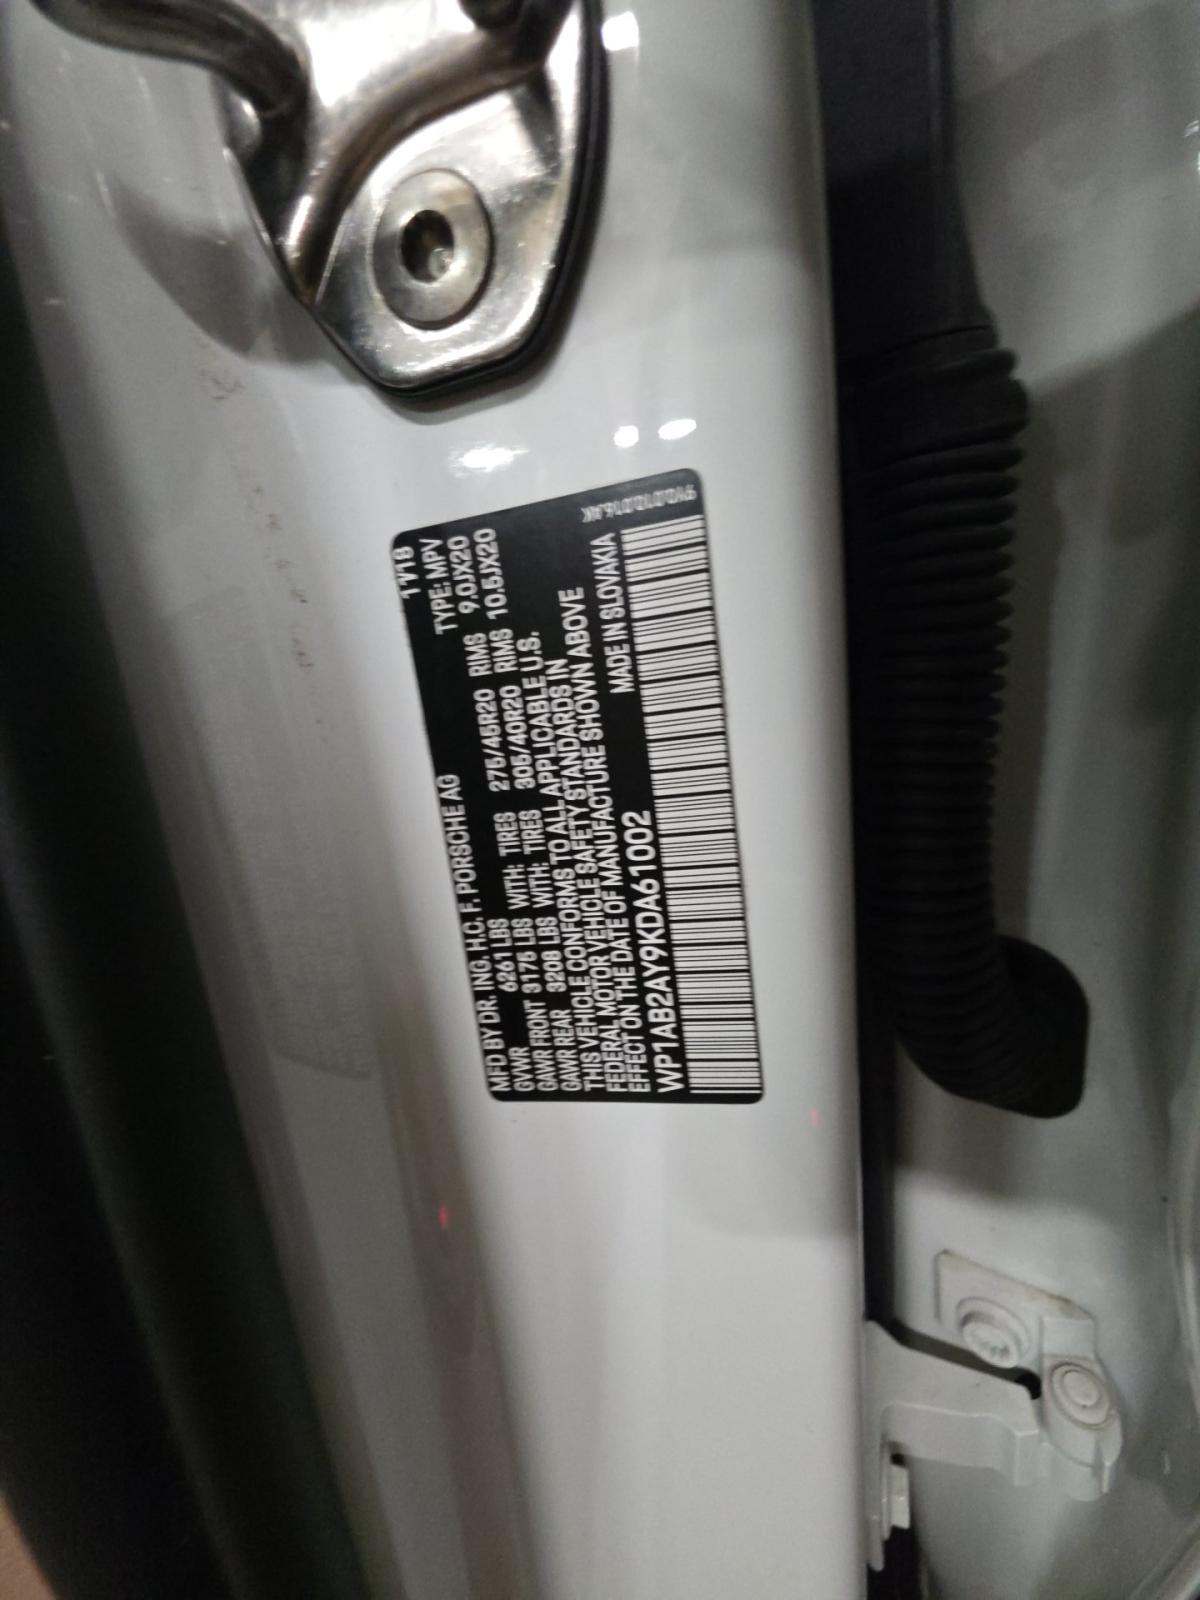 11/18
MFD BY DR. ING. H.C. F. PORSCHE AG TYPE: MPV
GVWR 6261 LBS
GAWR FRONT 3175 LBS WITH: TIRES 275/45R20 RIMS 9.0JX20
GAWR REAR 3208 LBS WITH: TIRES 305/40R20 RIMS 10.5JX20
THIS VEHICLE CONFORMS TO ALL APPLICABLE U.S.
FEDERAL MOTOR VEHICLE SAFETY STANDARDS IN
EFFECT ON THE DATE OF MANUFACTURE SHOWN ABOVE
WP1AB2AY9KDA61002 MADE IN SLOVAKIA